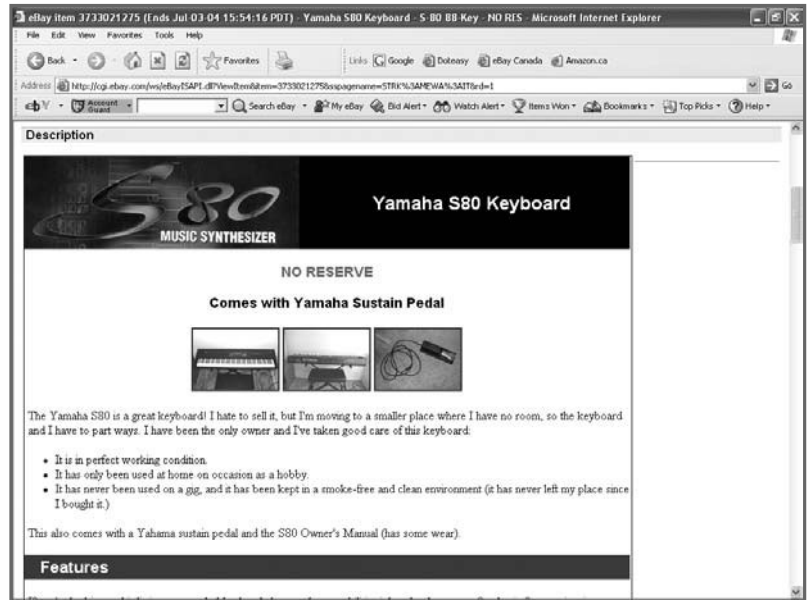 eBay item 3733021275 (Ends Jul-03-04 15:54:16 PDT) - Yamaha S80 Keyboard - S-80 88-Key - NO RES - Microsoft Internet Explorer
File Edit View Favorites Tools Help
Back Favorites Links Google Doteasy eBay Canada Amazon.ca
Address http://cgi.ebay.com/ws/eBayISAPI.dll?ViewItem&item=3733021275&sspagename=STRK%3AMEWA%3AIT&rd=1 Go
ebY Account Guard Search eBay My eBay Bid Alert Watch Alert Items Won Bookmarks Top Picks Help
Description
S80
MUSIC SYNTHESIZER
Yamaha S80 Keyboard
NO RESERVE
Comes with Yamaha Sustain Pedal
The Yamaha S80 is a great keyboard! I hate to sell it, but I'm moving to a smaller place where I have no room, so the keyboard
and I have to part ways. I have been the only owner and I've taken good care of this keyboard:
• It is in perfect working condition.
• It has only been used at home on occasion as a hobby.
• It has never been used on a gig, and it has been kept in a smoke-free and clean environment (it has never left my place since
I bought it.)
This also comes with a Yahama sustain pedal and the S80 Owner's Manual (has some wear).
Features